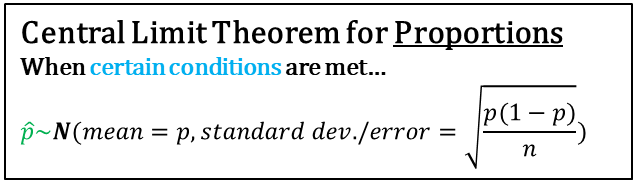 Central Limit Theorem for Proportions
When certain conditions are met…
p̂~N(mean = p, standard dev./error = √(p(1 − p)/n))